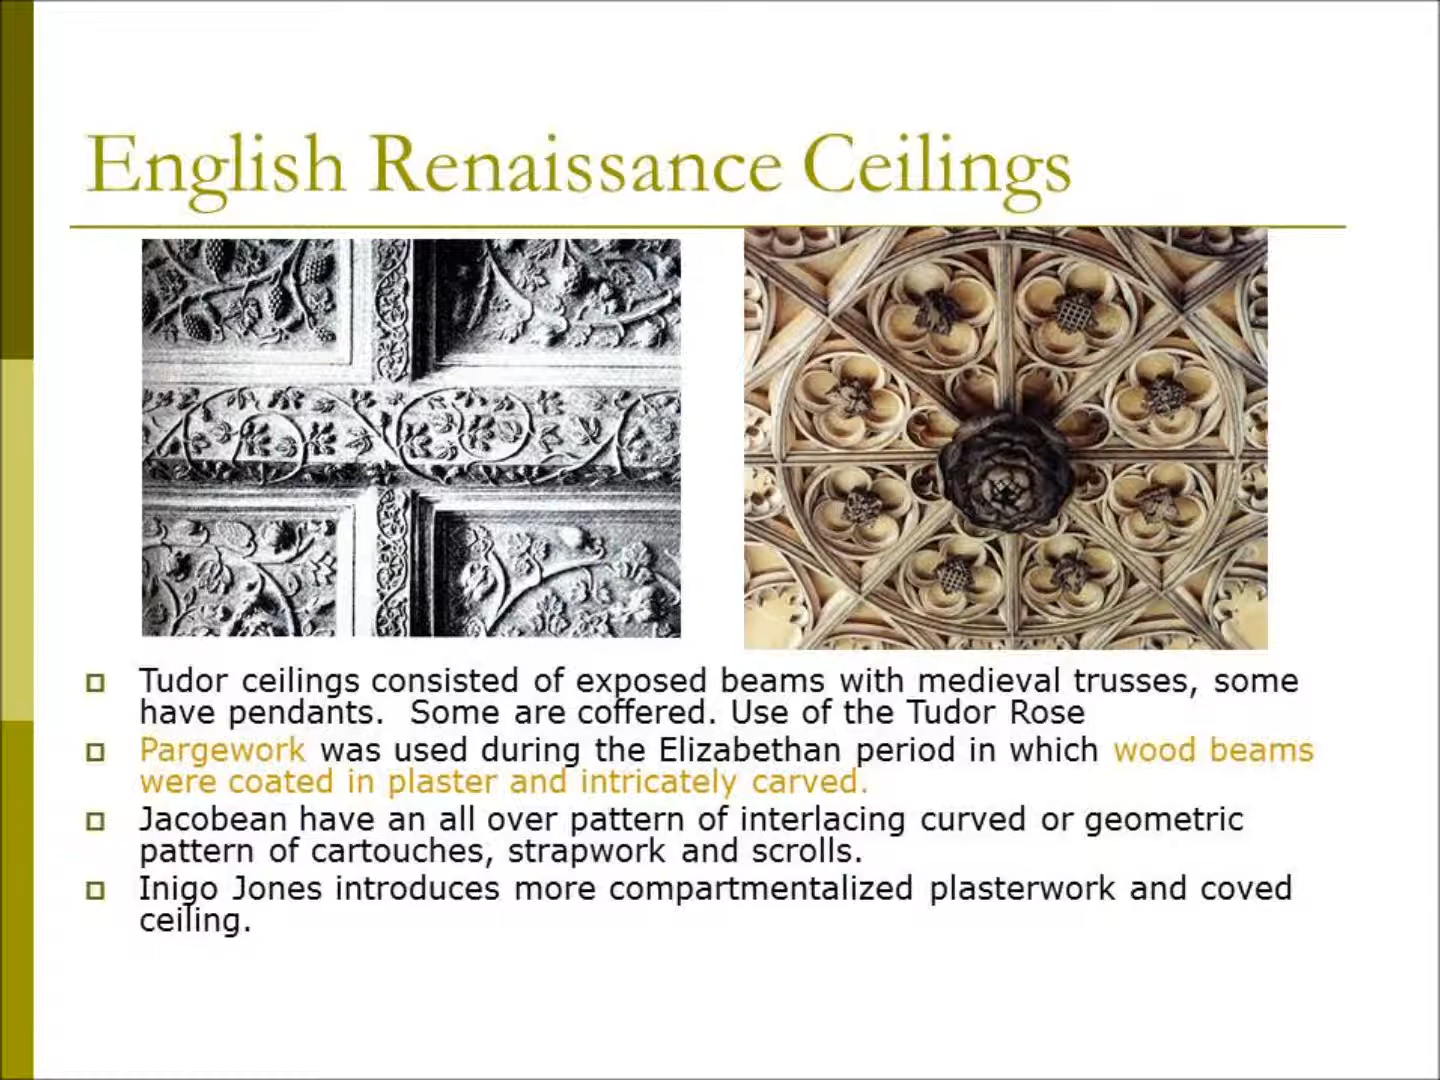 English Renaissance Ceilings
Tudor ceilings consisted of exposed beams with medieval trusses, some
have pendants.  Some are coffered. Use of the Tudor Rose
Pargework was used during the Elizabethan period in which wood beams
were coated in plaster and intricately carved.
Jacobean have an all over pattern of interlacing curved or geometric
pattern of cartouches, strapwork and scrolls.
Inigo Jones introduces more compartmentalized plasterwork and coved
ceiling.